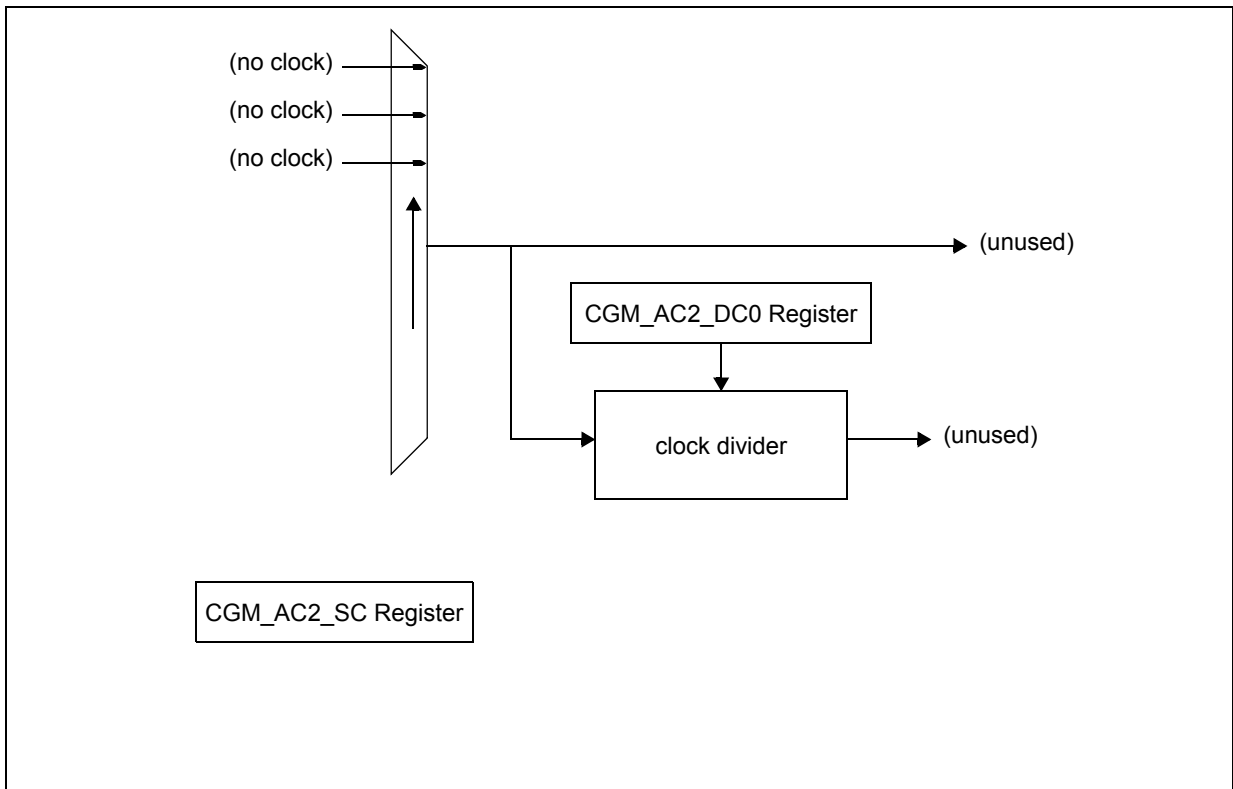 (no clock)
(no clock)
(no clock)
(unused)
CGM_AC2_DC0 Register
clock divider
(unused)
CGM_AC2_SC Register